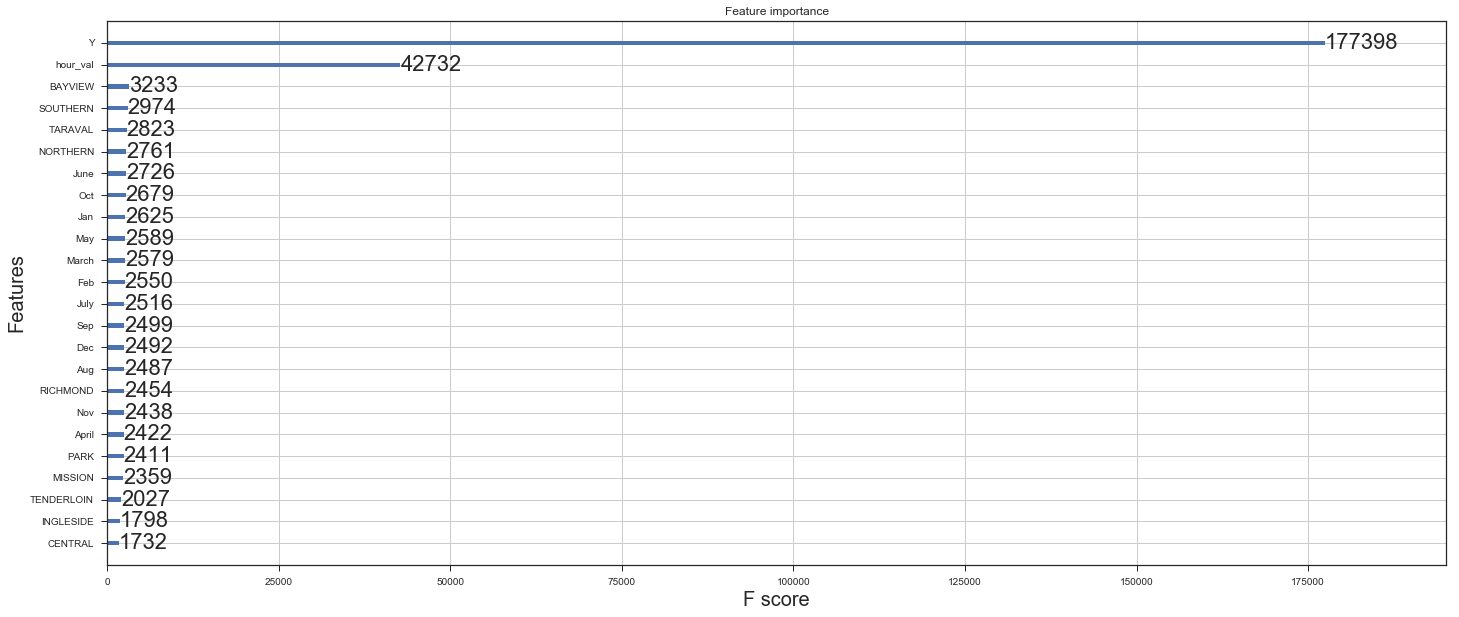 Feature importance
Y 177398
hour_val 42732
BAYVIEW 3233
SOUTHERN 2974
TARAVAL 2823
NORTHERN 2761
June 2726
Oct 2679
Jan 2625
May 2589
March 2579
Feb 2550
July 2516
Sep 2499
Dec 2492
Aug 2487
RICHMOND 2454
Nov 2438
April 2422
PARK 2411
MISSION 2359
TENDERLOIN 2027
INGLESIDE 1798
CENTRAL 1732
Features
0 25000 50000 75000 100000 125000 150000 175000
F score